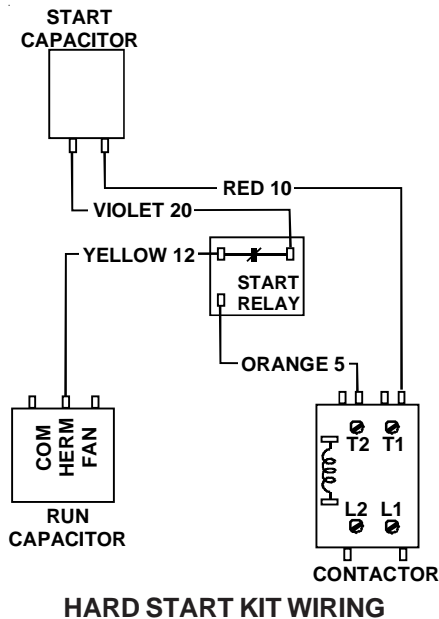 START
CAPACITOR
RED 10
VIOLET 20
YELLOW 12
START
RELAY
ORANGE 5
COM
HERM
FAN
T2 T1
L2 L1
RUN
CAPACITOR
CONTACTOR
HARD START KIT WIRING